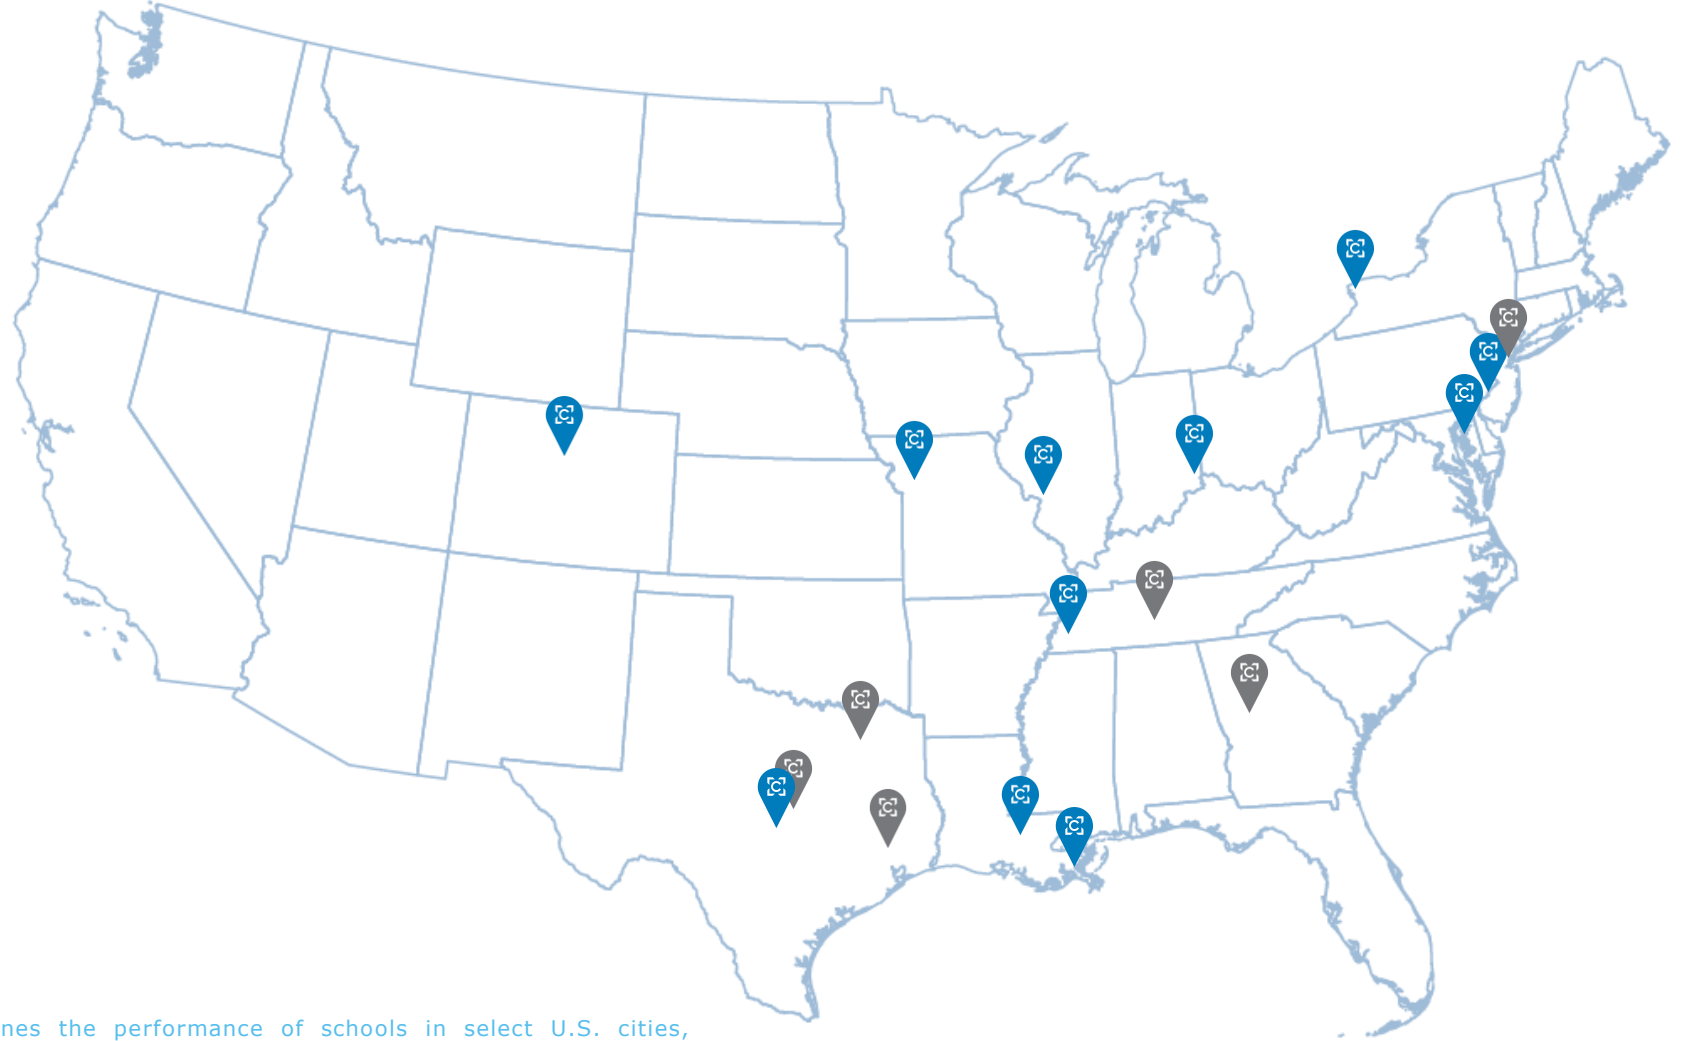 nes the performance of schools in select U.S. cities,